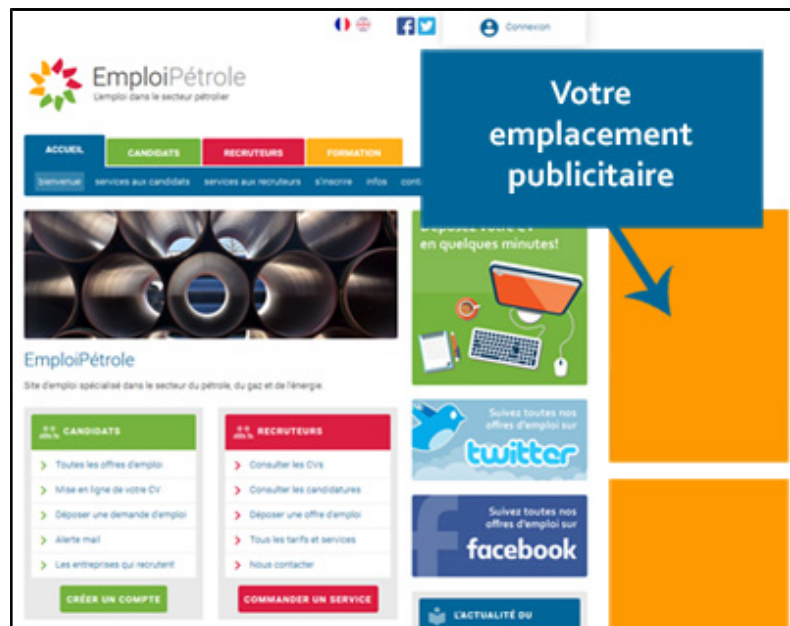 Connexion
EmploiPétrole
L'emploi dans le secteur pétrolier
Votre
emplacement
publicitaire
ACCUEIL
CANDIDATS
RECRUTEURS
FORMATION
bienvenue
services aux candidats
services aux recruteurs
s'inscrire
infos
en quelques minutes!
EmploiPétrole
Site d'emploi spécialisé dans le secteur du pétrole, du gaz et de l'énergie.
CANDIDATS
Toutes les offres d'emploi
Mise en ligne de votre CV
Déposer une demande d'emploi
Alerte mail
Les entreprises qui recrutent
CRÉER UN COMPTE
RECRUTEURS
Consulter les CVs
Consulter les candidatures
Déposer une offre d'emploi
Tous les tarifs et services
Nous contacter
COMMANDER UN SERVICE
Suivez toutes nos
offres d'emploi sur
twitter
Suivez toutes nos
offres d'emploi sur
facebook
L'ACTUALITÉ DU